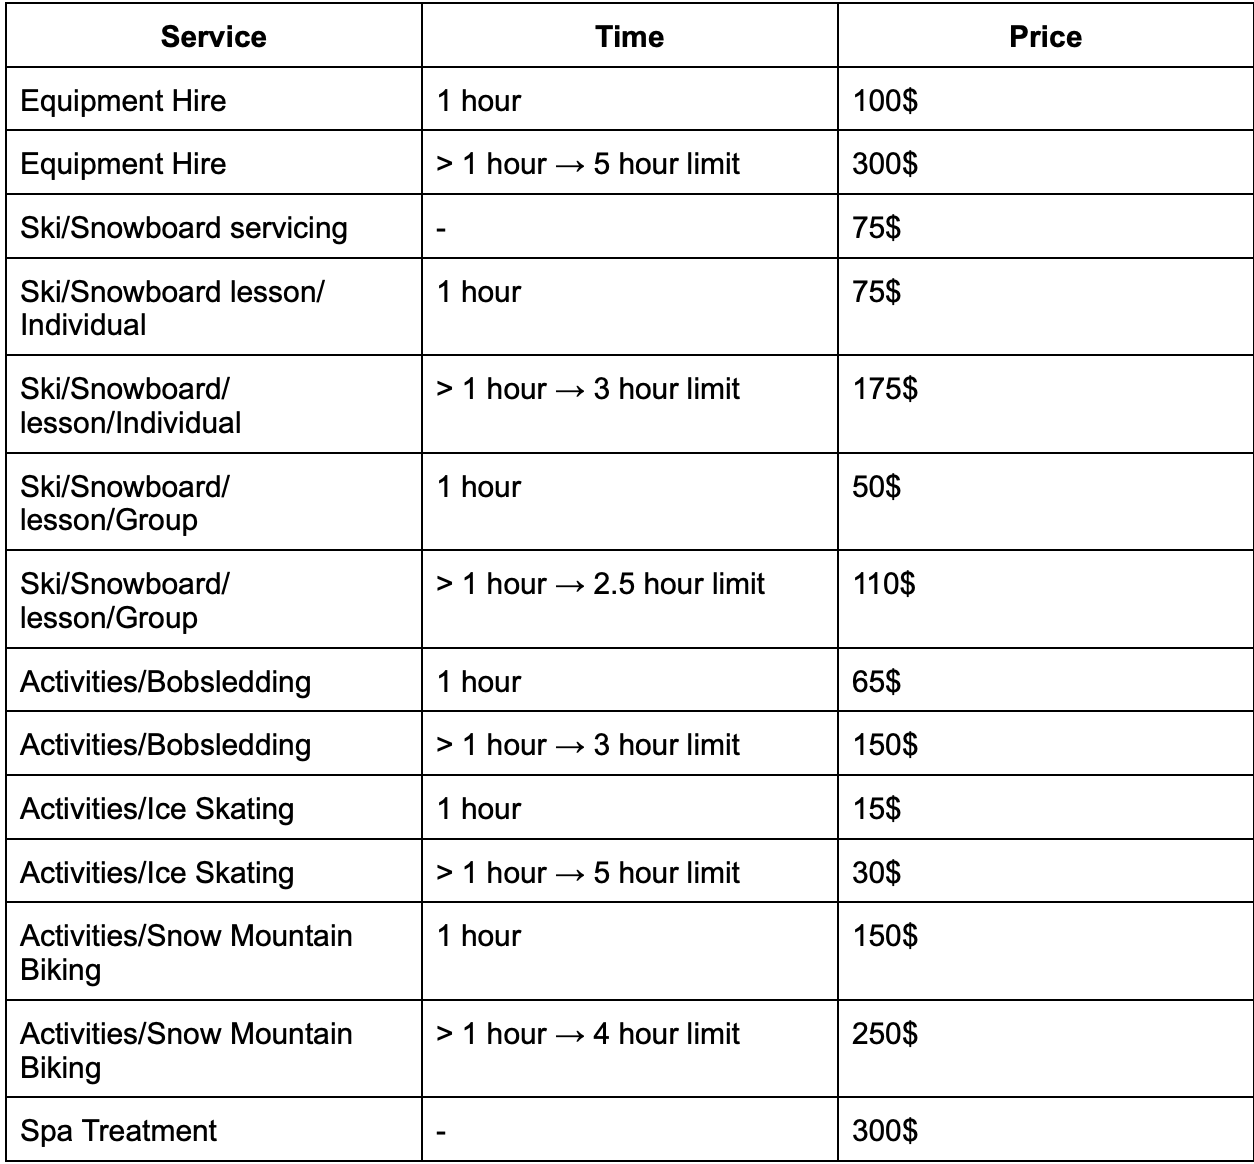 Service Time Price
Equipment Hire 1 hour 100$
Equipment Hire > 1 hour → 5 hour limit 300$
Ski/Snowboard servicing - 75$
Ski/Snowboard lesson/ 1 hour 75$
Individual
Ski/Snowboard/ > 1 hour → 3 hour limit 175$
lesson/Individual
Ski/Snowboard/ 1 hour 50$
lesson/Group
Ski/Snowboard/ > 1 hour → 2.5 hour limit 110$
lesson/Group
Activities/Bobsledding 1 hour 65$
Activities/Bobsledding > 1 hour → 3 hour limit 150$
Activities/Ice Skating 1 hour 15$
Activities/Ice Skating > 1 hour → 5 hour limit 30$
Activities/Snow Mountain 1 hour 150$
Biking
Activities/Snow Mountain > 1 hour → 4 hour limit 250$
Biking
Spa Treatment - 300$